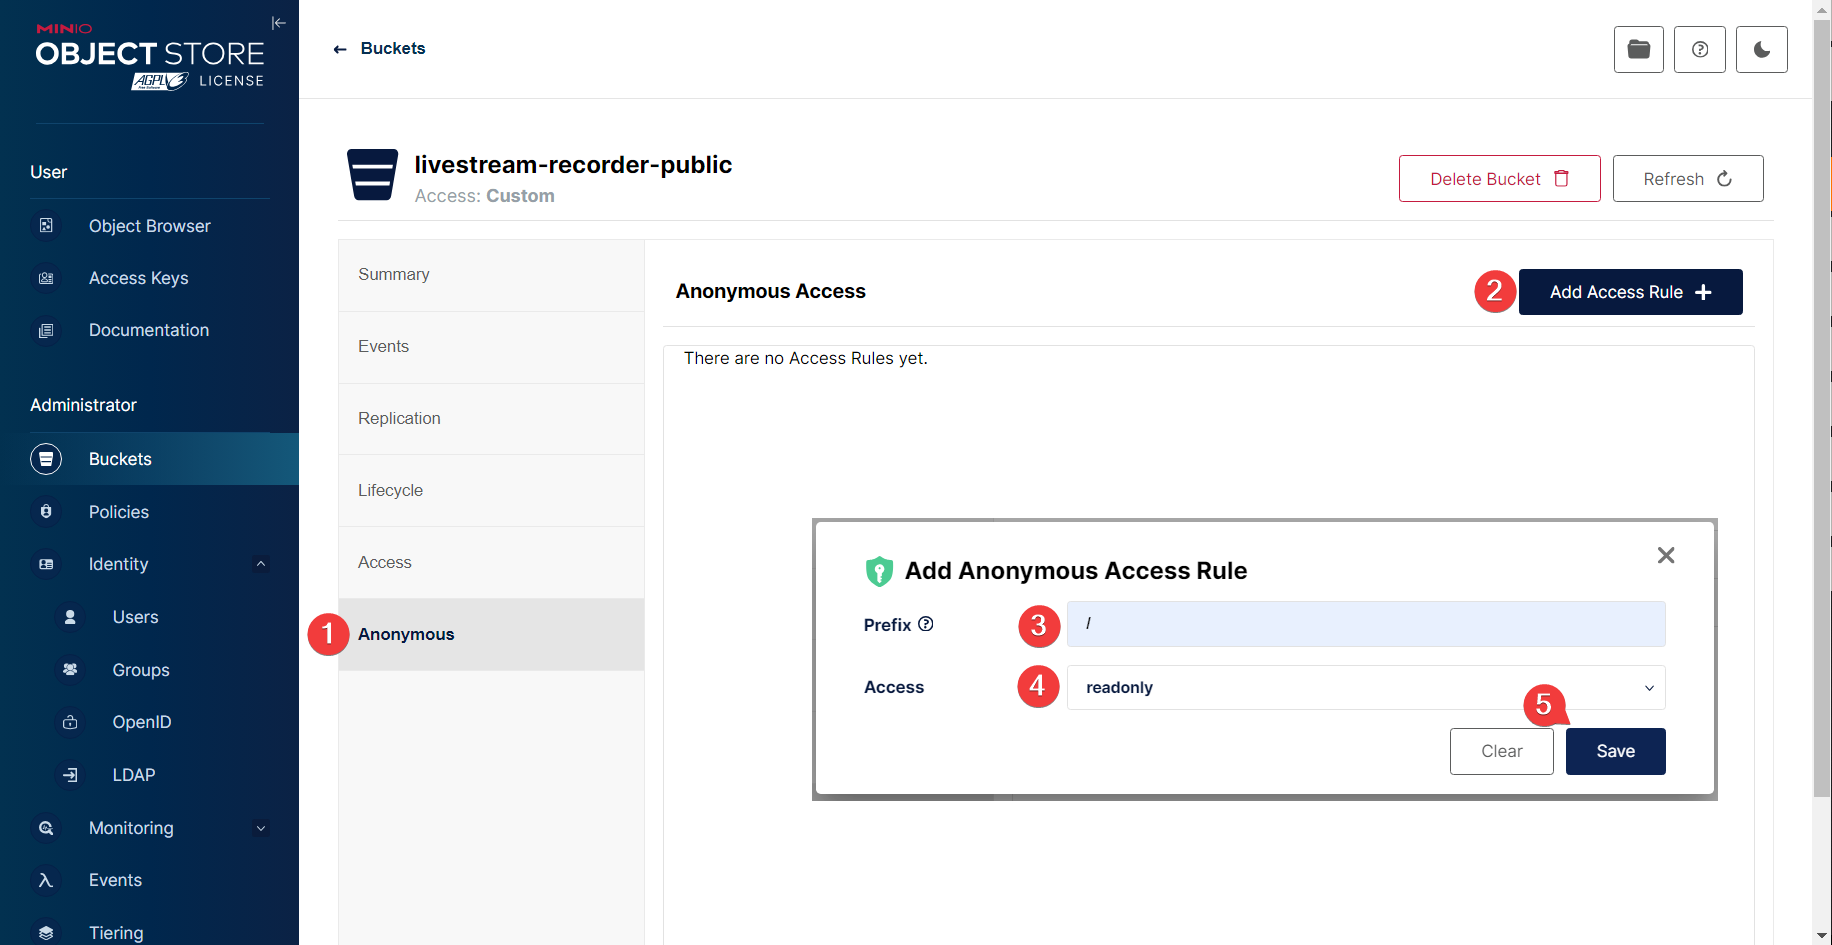 MINIO
OBJECT STORE
AGPLv3 LICENSE
Free Software
User
Object Browser
Access Keys
Documentation
Administrator
Buckets
Policies
Identity
Users
Groups
OpenID
LDAP
Monitoring
Events
Tiering
← Buckets
livestream-recorder-public
Access: Custom
Delete Bucket
Refresh
Summary
Events
Replication
Lifecycle
Access
1 Anonymous
Anonymous Access
2 Add Access Rule +
There are no Access Rules yet.
Add Anonymous Access Rule
Prefix ? 3 /
Access 4 readonly
5
Clear Save